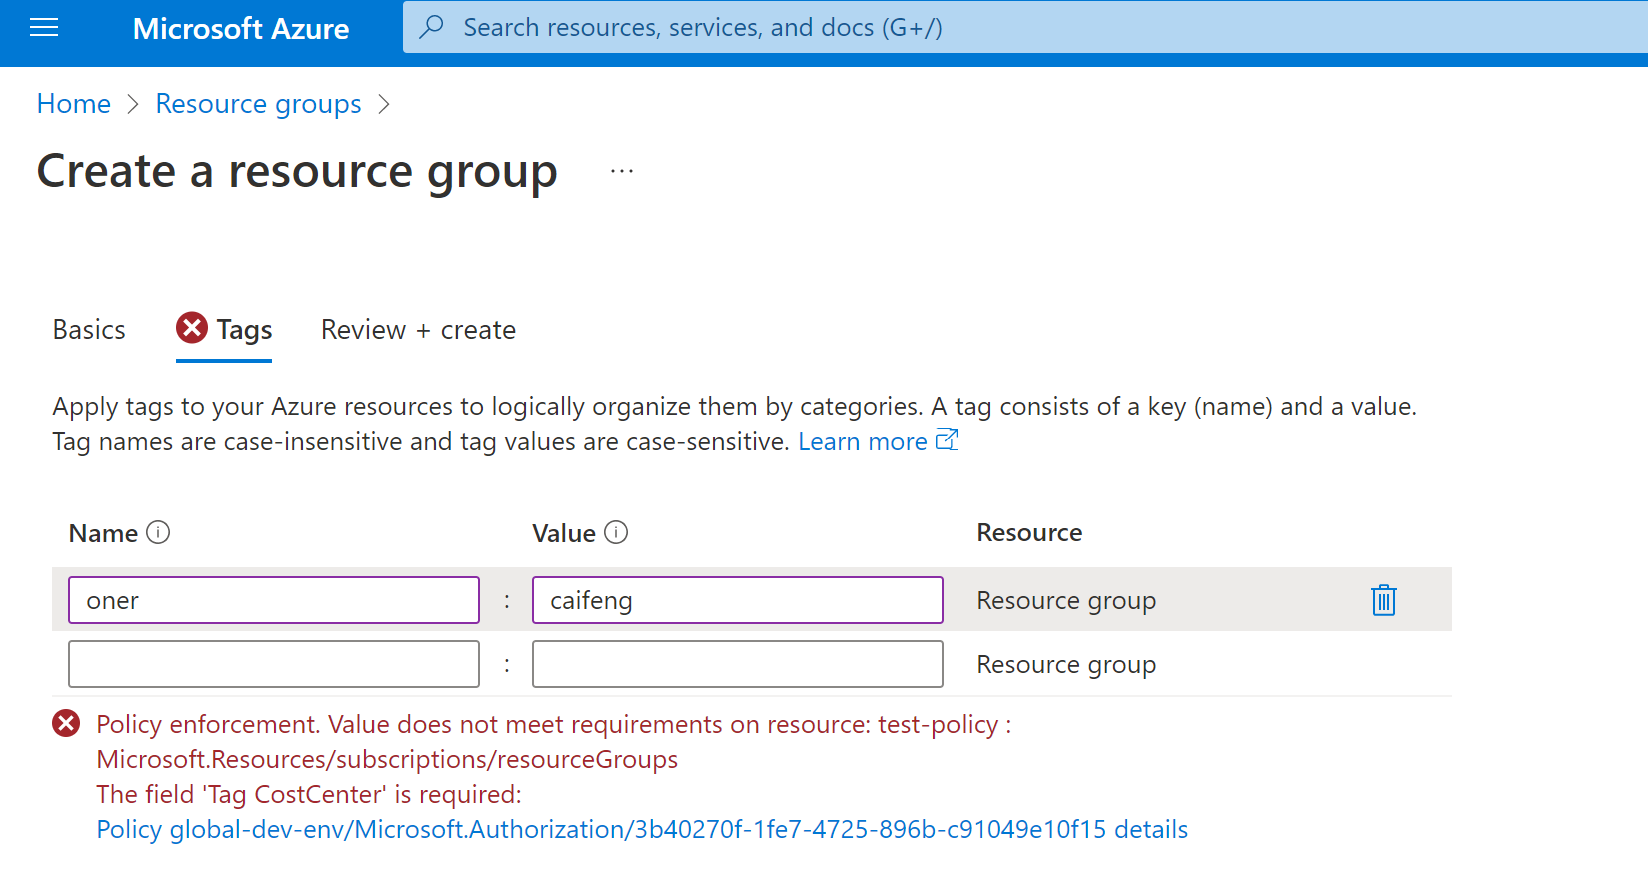 Microsoft Azure
Search resources, services, and docs (G+/)
Home > Resource groups >
Create a resource group ...
Basics Tags Review + create
Apply tags to your Azure resources to logically organize them by categories. A tag consists of a key (name) and a value.
Tag names are case-insensitive and tag values are case-sensitive. Learn more
Name Value Resource
oner : caifeng Resource group
: Resource group
Policy enforcement. Value does not meet requirements on resource: test-policy :
Microsoft.Resources/subscriptions/resourceGroups
The field 'Tag CostCenter' is required:
Policy global-dev-env/Microsoft.Authorization/3b40270f-1fe7-4725-896b-c91049e10f15 details